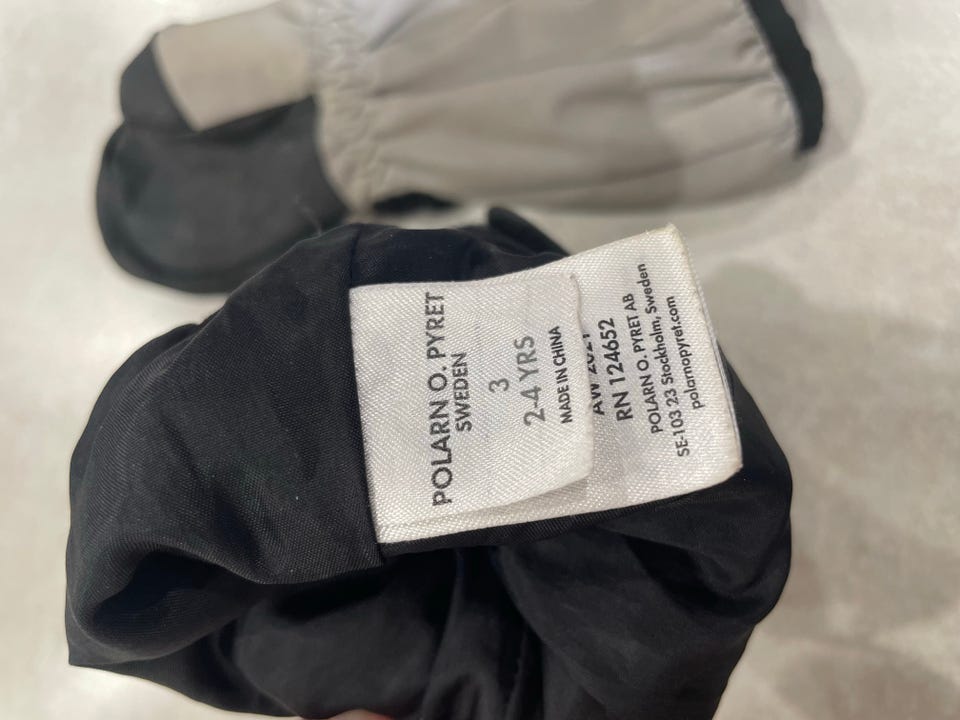 POLARN O. PYRET
SWEDEN
3
2-4 YRS
MADE IN CHINA
AW 2021
RN 124652
POLARN O. PYRET AB
SE-103 23 Stockholm, Sweden
polarnopyret.com